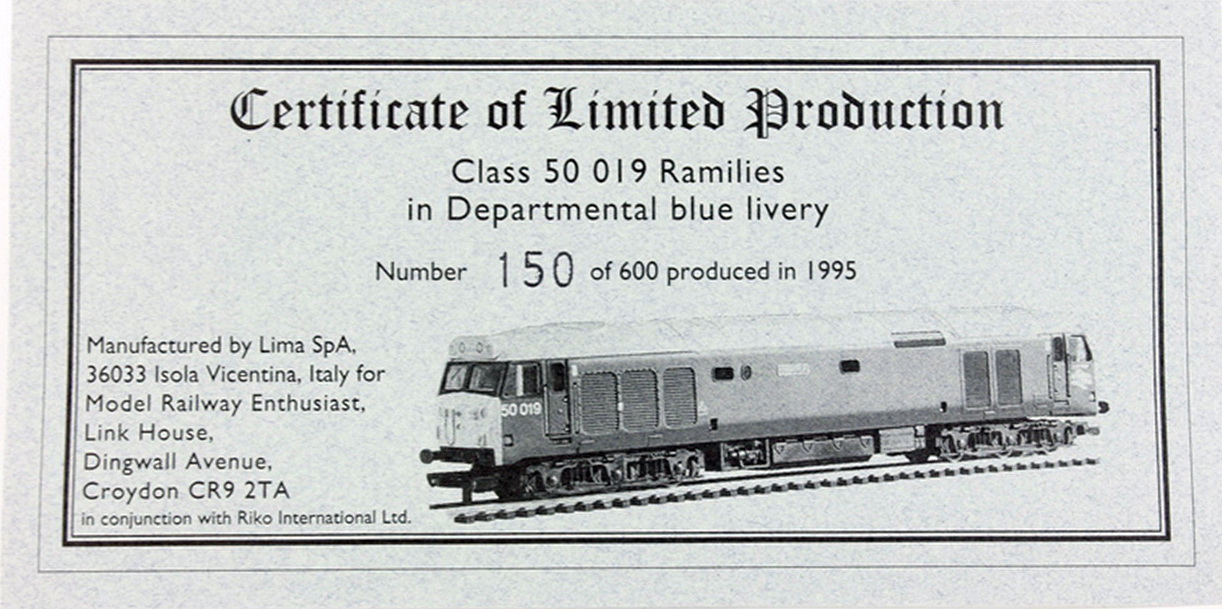 Certificate of Limited Production
Class 50 019 Ramilies
in Departmental blue livery
Number 150 of 600 produced in 1995
Manufactured by Lima SpA,
36033 Isola Vicentina, Italy for
Model Railway Enthusiast,
Link House,
Dingwall Avenue,
Croydon CR9 2TA
in conjunction with Riko International Ltd.
50 019